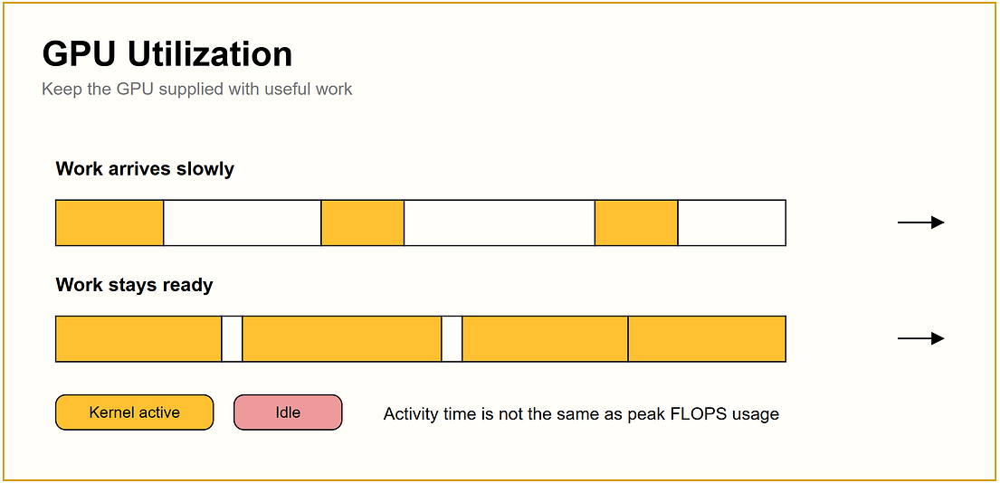 GPU Utilization
Keep the GPU supplied with useful work
Work arrives slowly
Work stays ready
Kernel active
Idle
Activity time is not the same as peak FLOPS usage